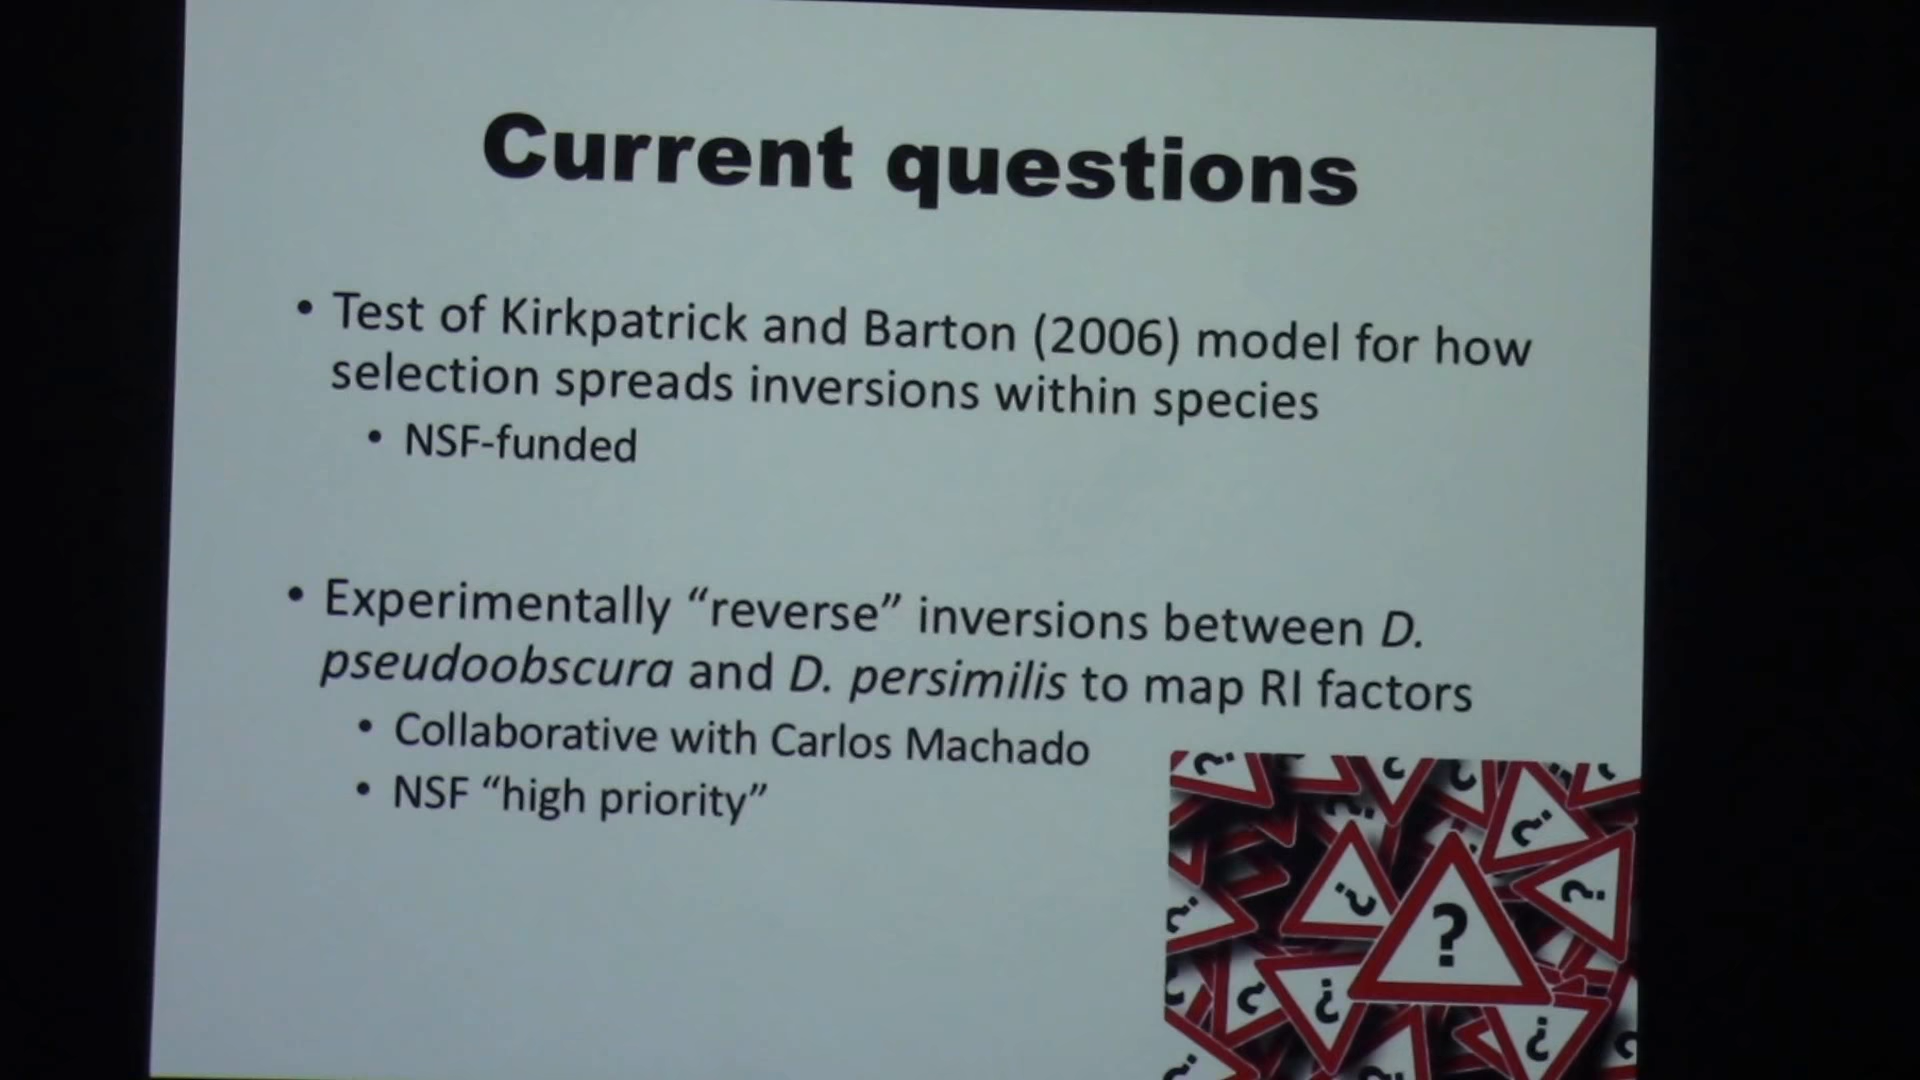 Current questions
• Test of Kirkpatrick and Barton (2006) model for how
selection spreads inversions within species
• NSF-funded
• Experimentally “reverse” inversions between D.
pseudoobscura and D. persimilis to map RI factors
• Collaborative with Carlos Machado
• NSF “high priority”
?